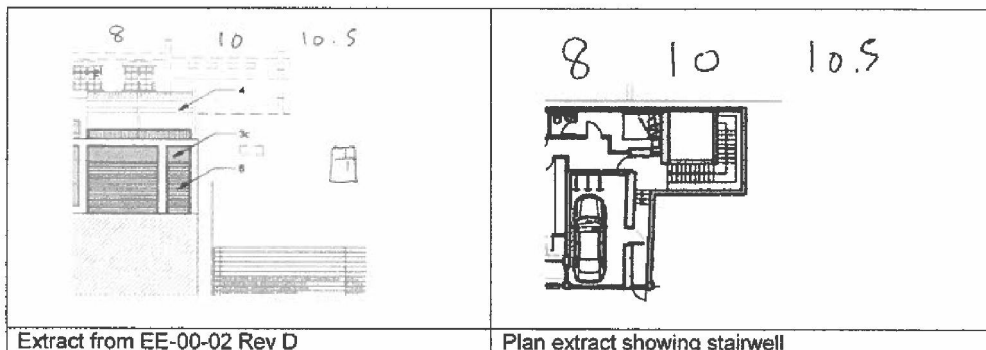 8 10 10.5
4
3c
6
Extract from EE-00-02 Rev D
8 10 10.5
Plan extract showing stairwell